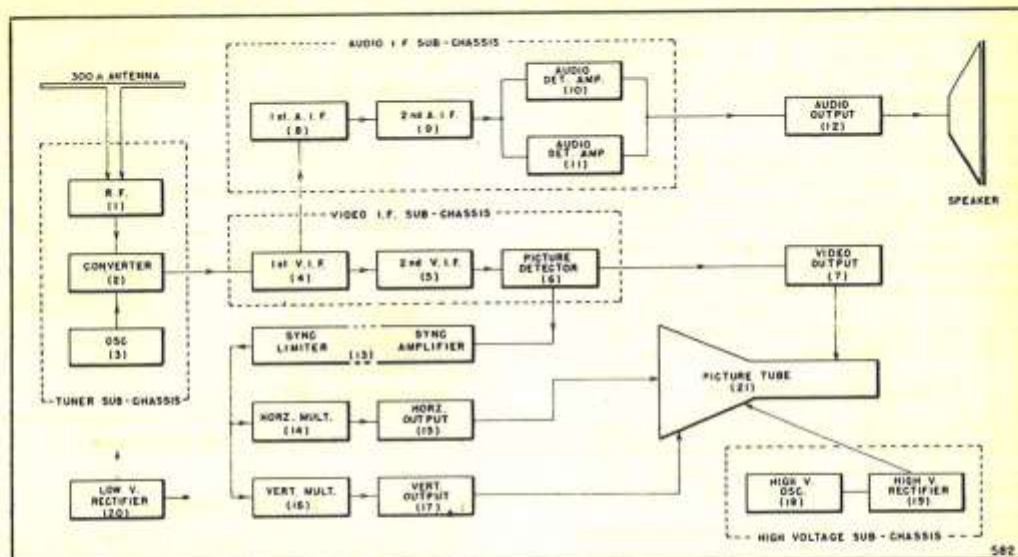 AUDIO I.F. SUB-CHASSIS
300Ω ANTENNA
1st. A.I.F.
(8)
2nd A.I.F.
(9)
AUDIO
DET. AMP.
(10)
AUDIO
DET. AMP
(11)
AUDIO
OUTPUT
(12)
SPEAKER
R.F.
(1)
CONVERTER
(2)
OSC
(3)
TUNER SUB-CHASSIS
VIDEO I.F. SUB-CHASSIS
1st V.I.F.
(4)
2nd V.I.F.
(5)
PICTURE
DETECTOR
(6)
VIDEO
OUTPUT
(7)
SYNC
LIMITER
(13)
SYNC
AMPLIFIER
HORZ. MULT.
(14)
HORZ.
OUTPUT
(15)
PICTURE TUBE
(21)
LOW V.
RECTIFIER
(20)
VERT. MULT.
(16)
VERT.
OUTPUT
(17)
HIGH V.
OSC.
(18)
HIGH V.
RECTIFIER
(19)
HIGH VOLTAGE SUB-CHASSIS
582